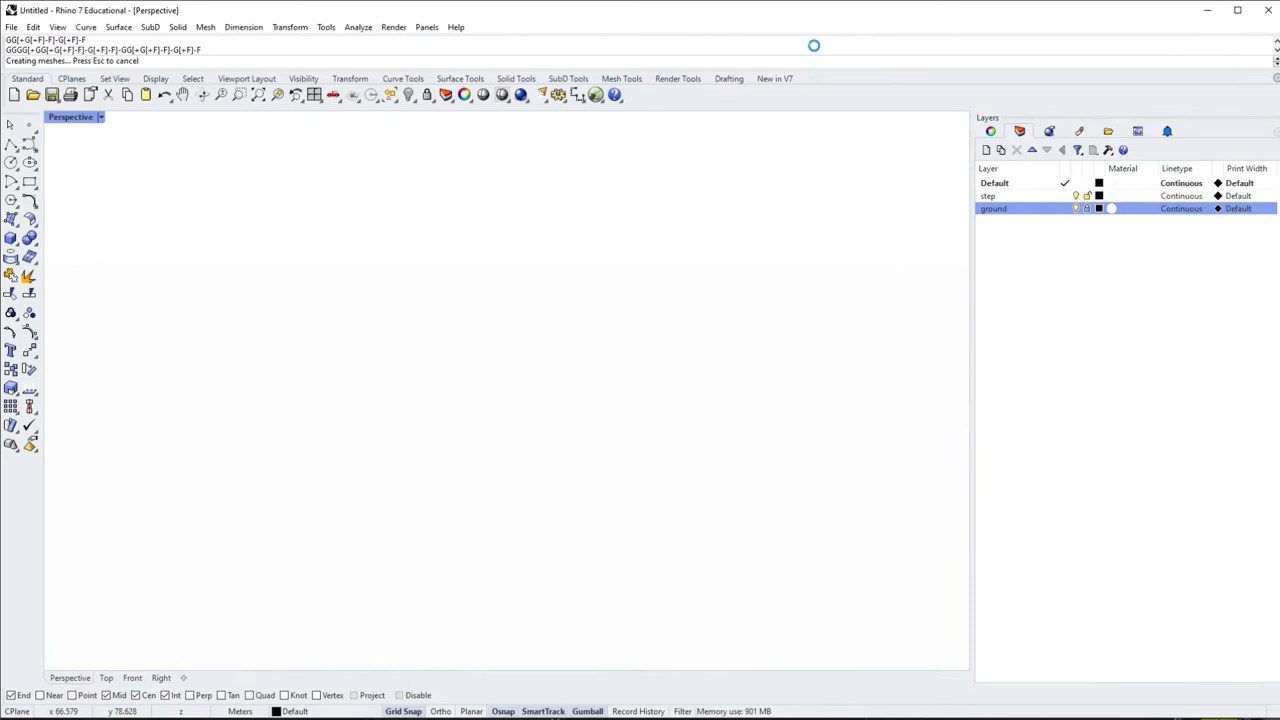 Untitled - Rhino 7 Educational - [Perspective]
File Edit View Curve Surface SubD Solid Mesh Dimension Transform Tools Analyze Render Panels Help
GG[+G[+F]-F]-G[+F]-F
GGGG[+GG[+G[+F]-F]-G[+F]-F]-GG[+G[+F]-F]-G[+F]-F
Creating meshes... Press Esc to cancel
Standard CPlanes Set View Display Select Viewport Layout Visibility Transform Curve Tools Surface Tools Solid Tools SubD Tools Mesh Tools Render Tools Drafting New in V7
Perspective
Layers
Layer Material Linetype Print Width
Default Continuous Default
step Continuous Default
ground Continuous Default
Perspective Top Front Right
End Near Point Mid Cen Int Perp Tan Quad Knot Vertex Project Disable
CPlane x 66.579 y 78.628 z Meters Default Grid Snap Ortho Planar Osnap SmartTrack Gumball Record History Filter Memory use: 901 MB